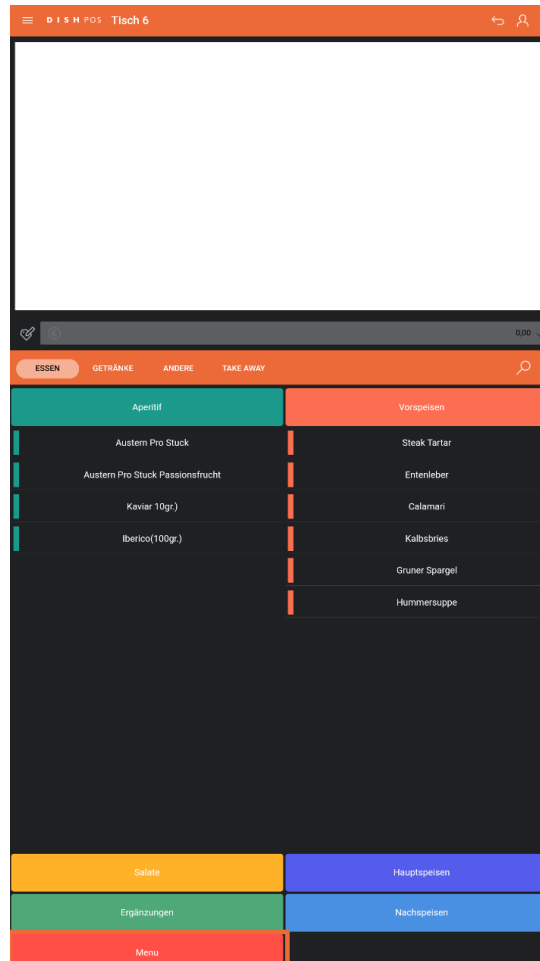 DISH POS Tisch 6
0,00
ESSEN GETRÄNKE ANDERE TAKE AWAY
Aperitif Vorspeisen
Austern Pro Stuck Steak Tartar
Austern Pro Stuck Passionsfrucht Entenleber
Kaviar 10gr.) Calamari
Iberico(100gr.) Kalbsbries
Gruner Spargel
Hummersuppe
Salate Hauptspeisen
Ergänzungen Nachspeisen
Menu